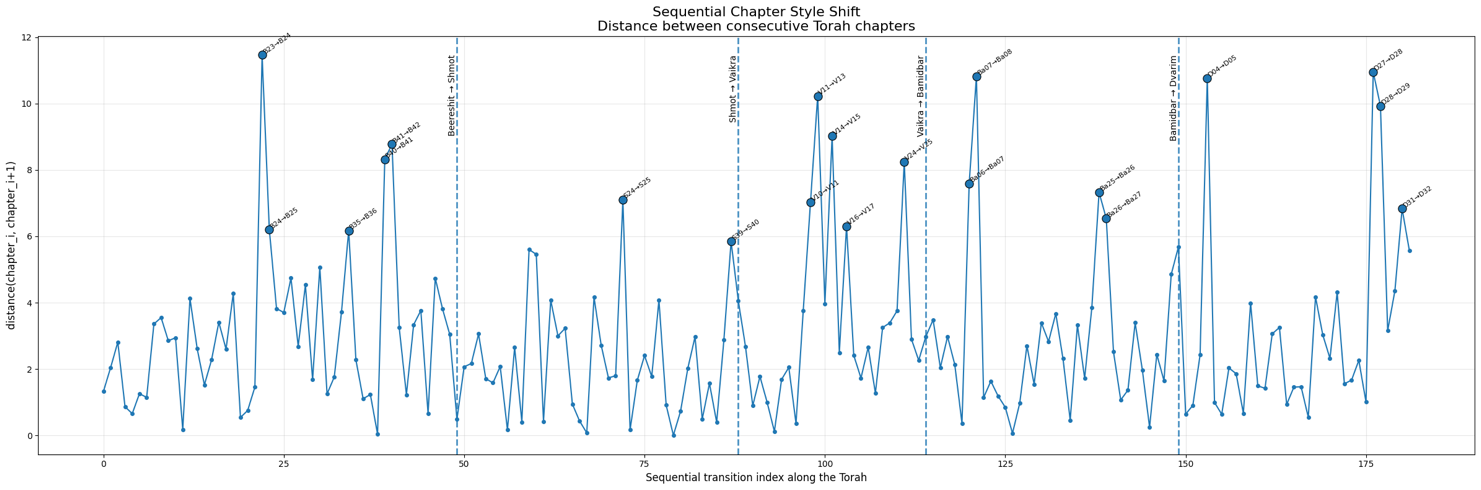 Sequential Chapter Style Shift
Distance between consecutive Torah chapters
distance(chapter_i, chapter_i+1)
12
10
8
6
4
2
0
B23→B24
B24→B25
B35→B36
B40→B41
B41→B42
Beereshit → Shmot
S24→S25
S39→S40
Shmot → Vaikra
V10→V11
V11→V13
V14→V15
V16→V17
V24→V25
Vaikra → Bamidbar
Ba06→Ba07
Ba07→Ba08
Ba25→Ba26
Ba26→Ba27
Bamidbar → Dvarim
D04→D05
D27→D28
D28→D29
D31→D32
0
25
50
75
100
125
150
175
Sequential transition index along the Torah